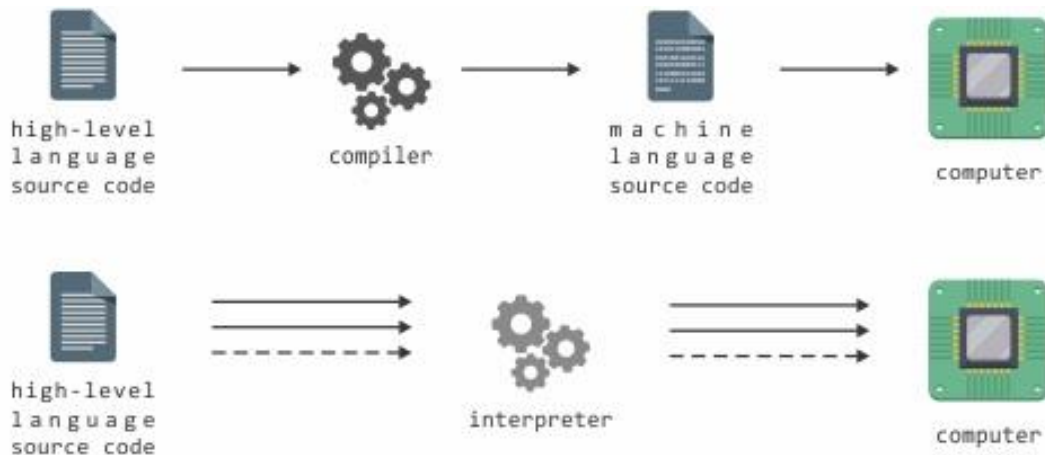 high-level
language
source code
compiler
machine
language
source code
computer
high-level
language
source code
interpreter
computer